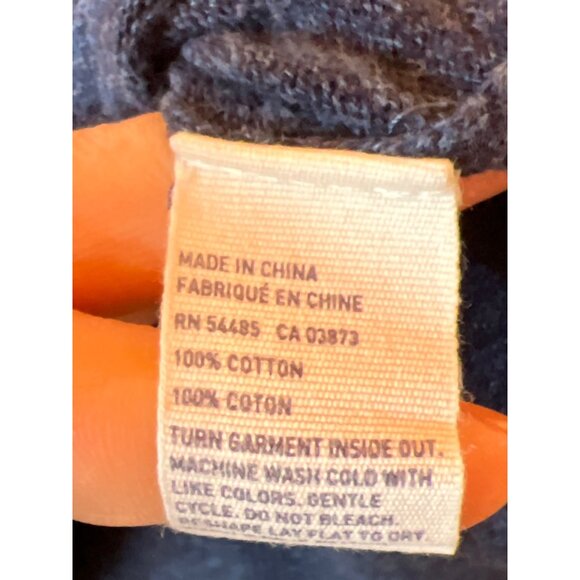 MADE IN CHINA
FABRIQUÉ EN CHINE
RN 54485 CA 03873
100% COTTON
100% COTON
TURN GARMENT INSIDE OUT.
MACHINE WASH COLD WITH
LIKE COLORS. GENTLE
CYCLE. DO NOT BLEACH.
RESHAPE LAY FLAT TO DRY.